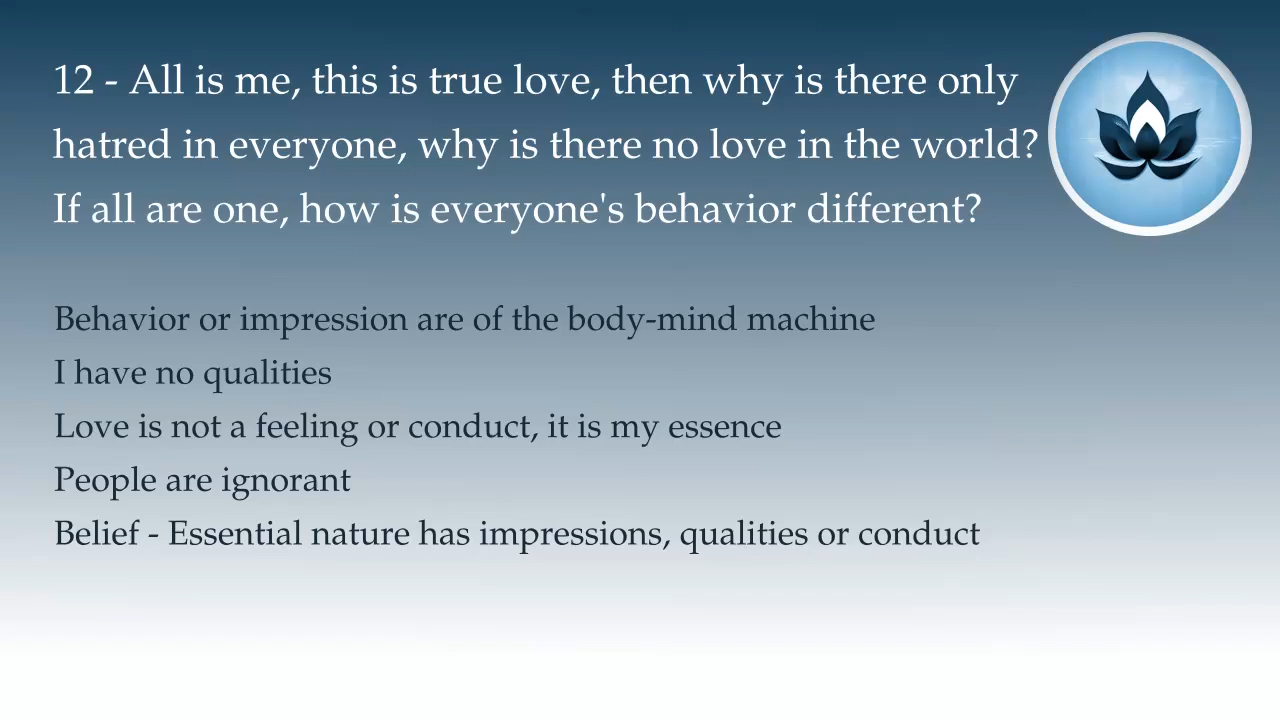 12 - All is me, this is true love, then why is there only
hatred in everyone, why is there no love in the world?
If all are one, how is everyone's behavior different?
Behavior or impression are of the body-mind machine
I have no qualities
Love is not a feeling or conduct, it is my essence
People are ignorant
Belief - Essential nature has impressions, qualities or conduct